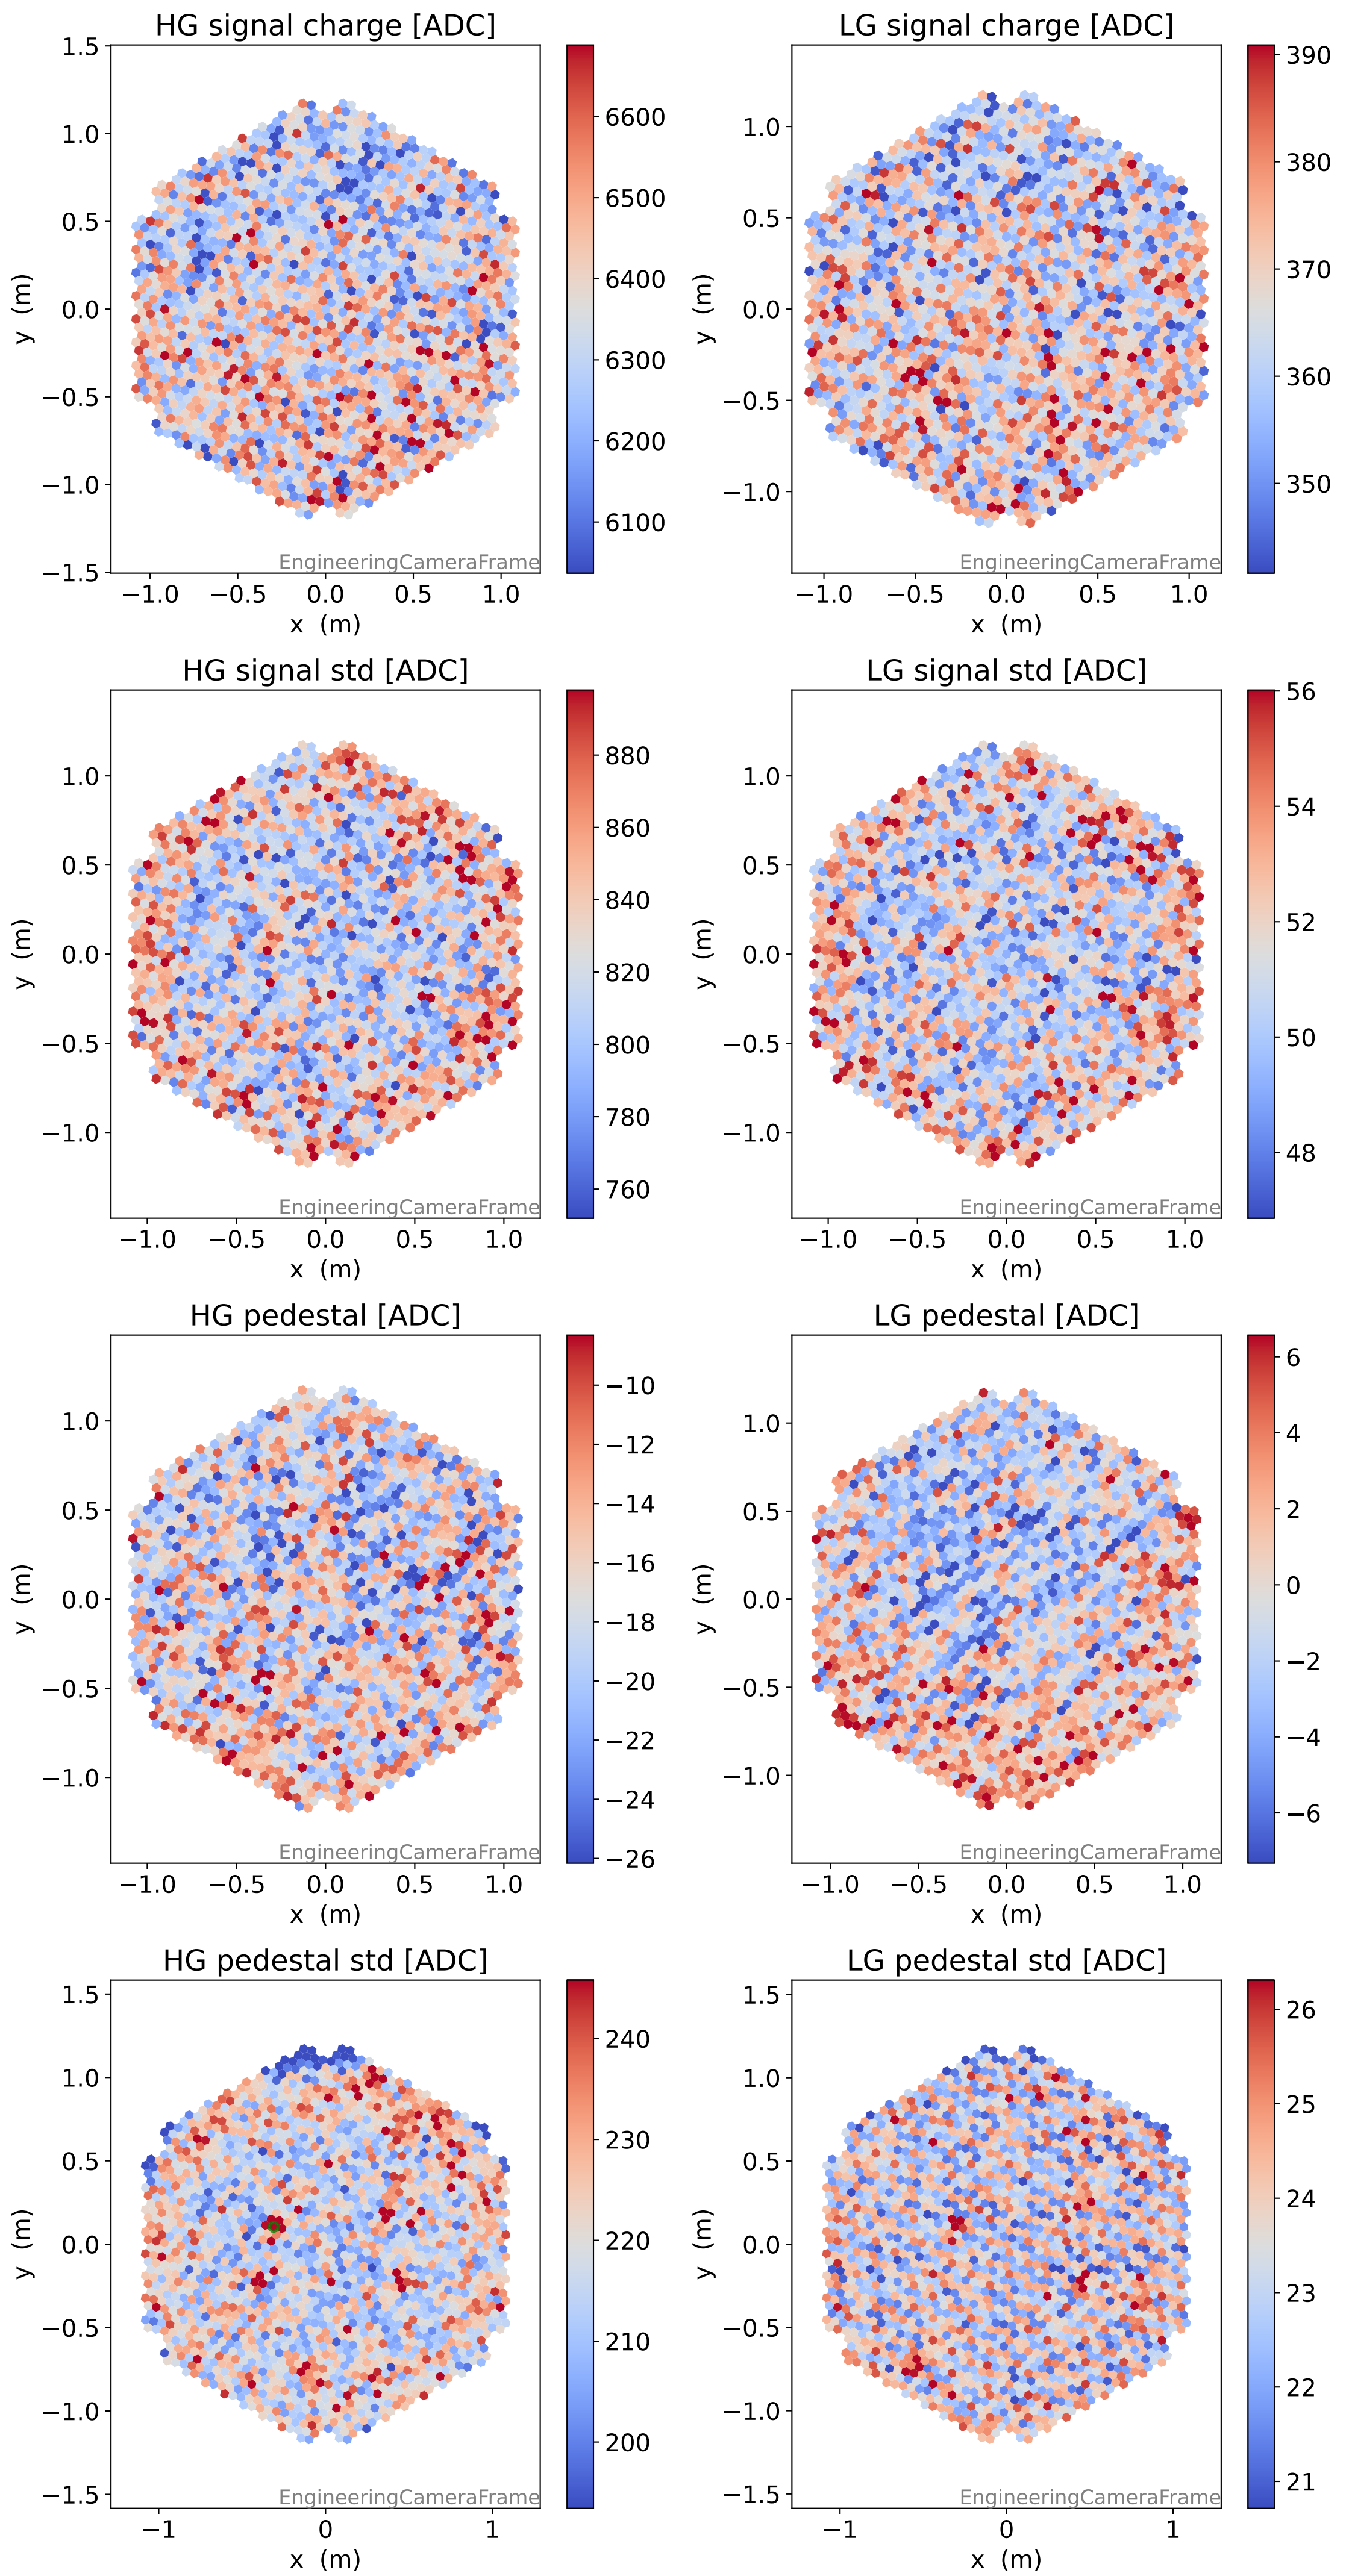 HG signal charge [ADC]
1.5
1.0
0.5
0.0
−0.5
−1.0
−1.5
y (m)
−1.0 −0.5 0.0 0.5 1.0
x (m)
EngineeringCameraFrame
6600
6500
6400
6300
6200
6100
LG signal charge [ADC]
1.0
0.5
0.0
−0.5
−1.0
y (m)
−1.0 −0.5 0.0 0.5 1.0
x (m)
EngineeringCameraFrame
390
380
370
360
350
HG signal std [ADC]
1.0
0.5
0.0
−0.5
−1.0
y (m)
−1.0 −0.5 0.0 0.5 1.0
x (m)
EngineeringCameraFrame
880
860
840
820
800
780
760
LG signal std [ADC]
1.0
0.5
0.0
−0.5
−1.0
y (m)
−1.0 −0.5 0.0 0.5 1.0
x (m)
EngineeringCameraFrame
56
54
52
50
48
HG pedestal [ADC]
1.0
0.5
0.0
−0.5
−1.0
y (m)
−1.0 −0.5 0.0 0.5 1.0
x (m)
EngineeringCameraFrame
−10
−12
−14
−16
−18
−20
−22
−24
−26
LG pedestal [ADC]
1.0
0.5
0.0
−0.5
−1.0
y (m)
−1.0 −0.5 0.0 0.5 1.0
x (m)
EngineeringCameraFrame
6
4
2
0
−2
−4
−6
HG pedestal std [ADC]
1.5
1.0
0.5
0.0
−0.5
−1.0
−1.5
y (m)
−1 0 1
x (m)
EngineeringCameraFrame
240
230
220
210
200
LG pedestal std [ADC]
1.5
1.0
0.5
0.0
−0.5
−1.0
−1.5
y (m)
−1 0 1
x (m)
EngineeringCameraFrame
26
25
24
23
22
21